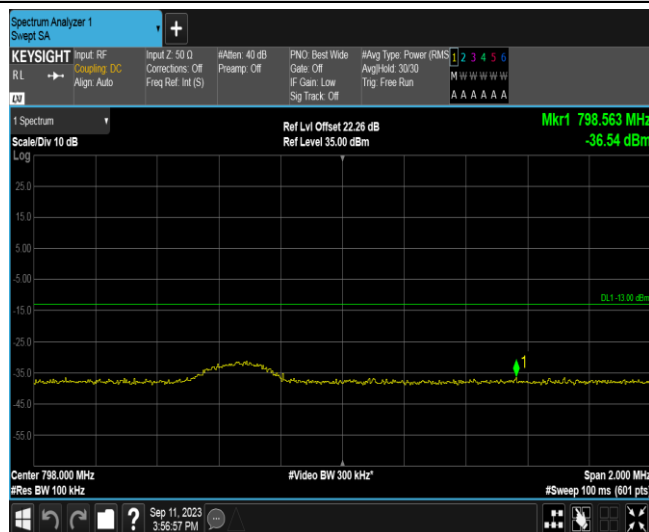 Spectrum Analyzer 1
Swept SA
KEYSIGHT
RL
LXI
Input: RF
Coupling: DC
Align: Auto
Input Z: 50 Ω
Corrections: Off
Freq Ref: Int (S)
#Atten: 40 dB
Preamp: Off
PNO: Best Wide
Gate: Off
IF Gain: Low
Sig Track: Off
#Avg Type: Power (RMS
Avg|Hold: 30/30
Trig: Free Run
1 2 3 4 5 6
M W W W W W
A A A A A A
1 Spectrum
Scale/Div 10 dB
Ref Lvl Offset 22.26 dB
Ref Level 35.00 dBm
Mkr1 798.563 MHz
-36.54 dBm
Log
25.0
15.0
5.00
-5.00
DL1 -13.00 dBm
-15.0
-25.0
1
-35.0
-45.0
-55.0
Center 798.000 MHz
#Video BW 300 kHz*
Span 2.000 MHz
#Res BW 100 kHz
#Sweep 100 ms (601 pts)
?
Sep 11, 2023
3:56:57 PM